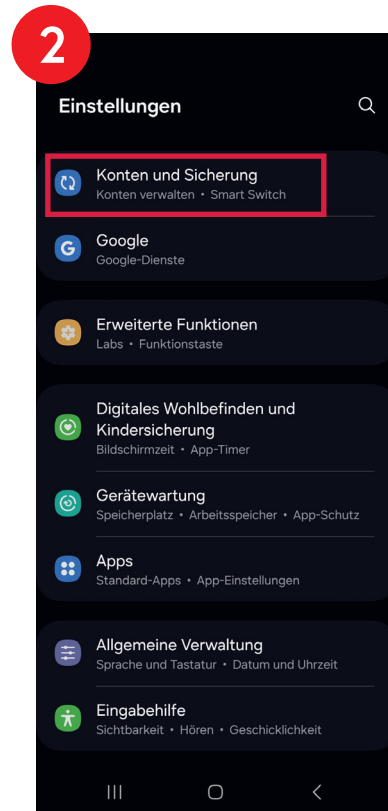 2
Einstellungen
Konten und Sicherung
Konten verwalten • Smart Switch
G
Google
Google-Dienste
Erweiterte Funktionen
Labs • Funktionstaste
Digitales Wohlbefinden und
Kindersicherung
Bildschirmzeit • App-Timer
Gerätewartung
Speicherplatz • Arbeitsspeicher • App-Schutz
Apps
Standard-Apps • App-Einstellungen
Allgemeine Verwaltung
Sprache und Tastatur • Datum und Uhrzeit
Eingabehilfe
Sichtbarkeit • Hören • Geschicklichkeit